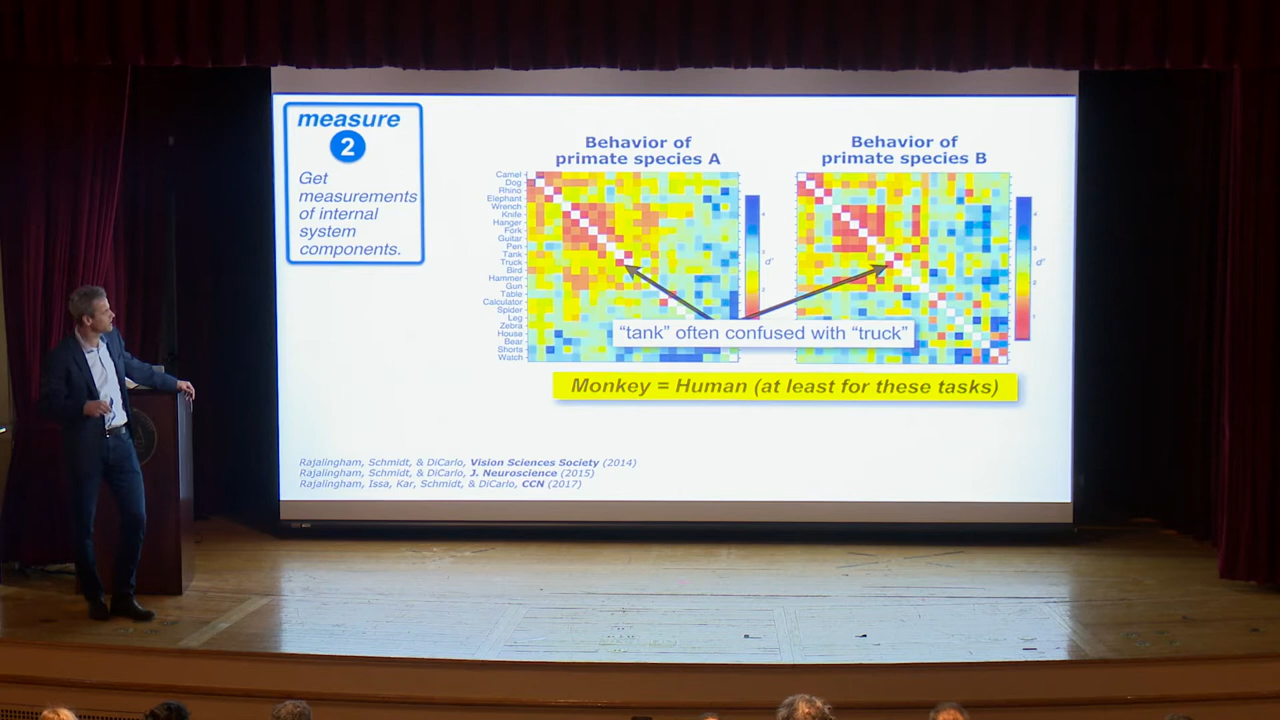 measure
2
Get
measurements
of internal
system
components.
Behavior of
primate species A
Behavior of
primate species B
Camel
Dog
Rhino
Elephant
Wrench
Knife
Hanger
Fork
Guitar
Pen
Tank
Truck
Bird
Hammer
Gun
Table
Calculator
Spider
Leg
Zebra
House
Bear
Shorts
Watch
d'
d'
"tank" often confused with "truck"
Monkey = Human (at least for these tasks)
Rajalingham, Schmidt, & DiCarlo, Vision Sciences Society (2014)
Rajalingham, Schmidt, & DiCarlo, J. Neuroscience (2015)
Rajalingham, Issa, Kar, Schmidt, & DiCarlo, CCN (2017)